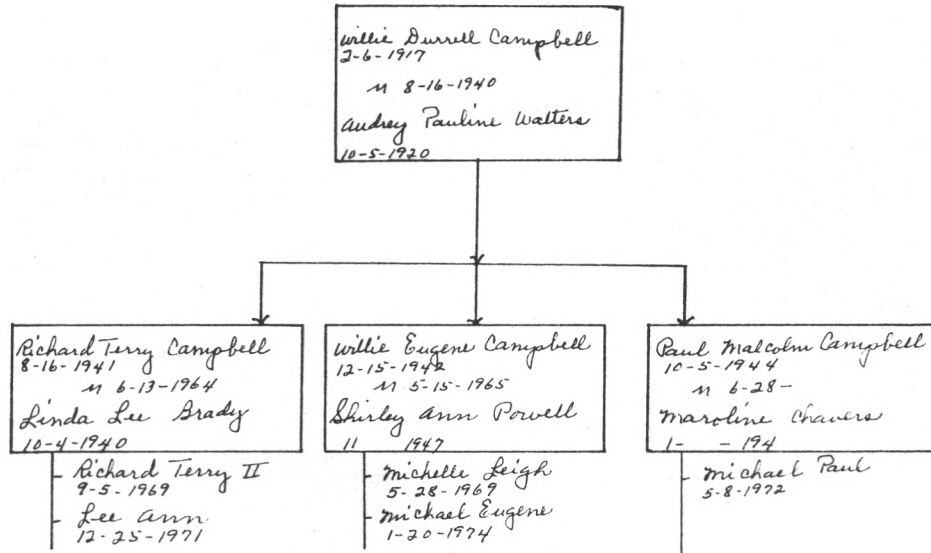 Willie Durrell Campbell
2-6-1917
M 8-16-1940
Audrey Pauline Walters
10-5-1920
Richard Terry Campbell
8-16-1941
M 6-13-1964
Linda Lee Brady
10-4-1940
Richard Terry II
9-5-1969
Lee Ann
12-25-1971
Willie Eugene Campbell
12-15-1942
M 5-15-1965
Shirley Ann Powell
11 1947
Michelle Leigh
5-28-1969
Michael Eugene
1-20-1974
Paul Malcolm Campbell
10-5-1944
M 6-28-
Maroline Chavers
1- - 194
Michael Paul
5-8-1972